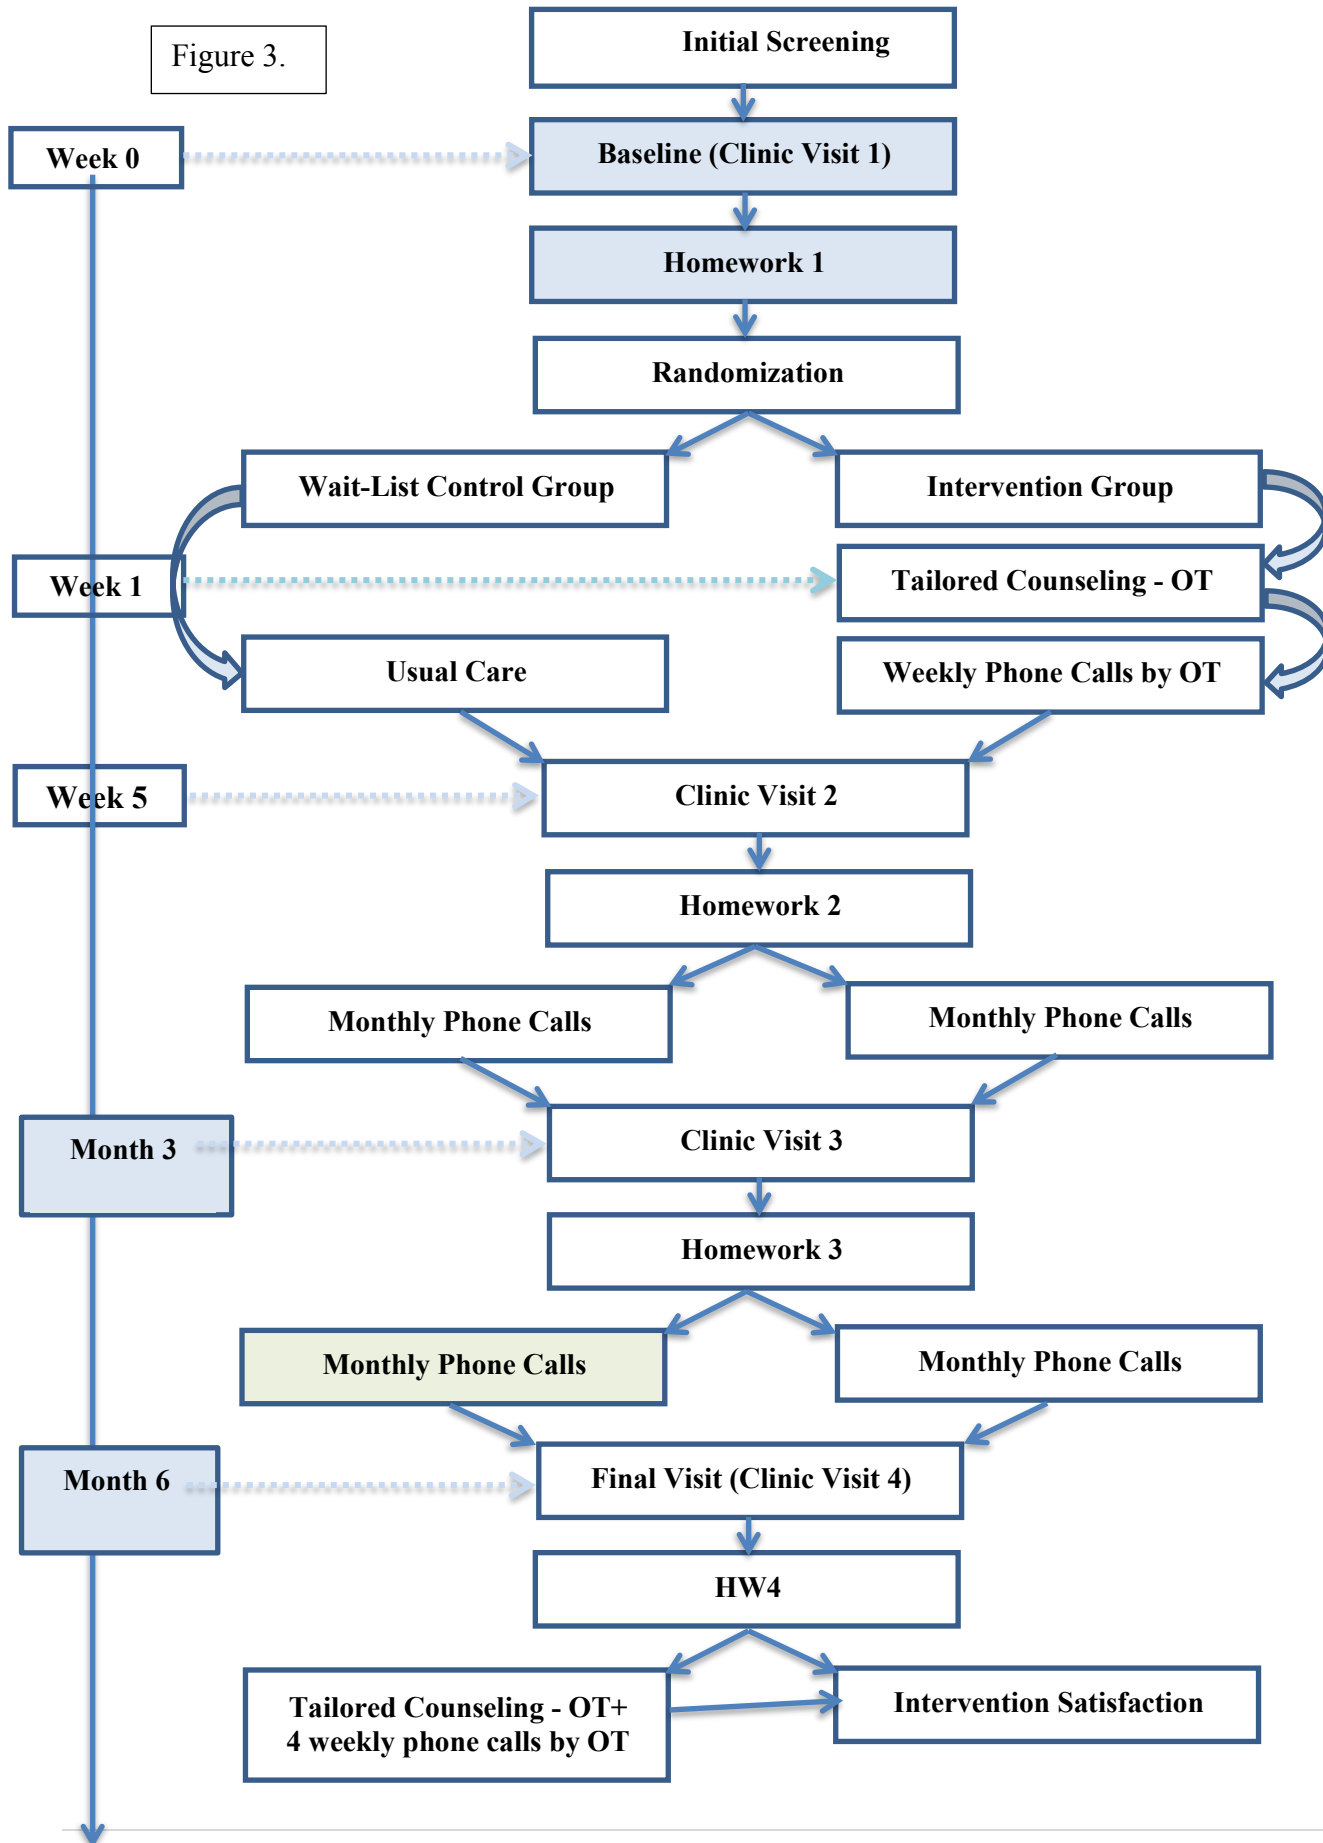 Figure 3.
Initial Screening
Week 0
Baseline (Clinic Visit 1)
Homework 1
Randomization
Wait-List Control Group
Intervention Group
Week 1
Tailored Counseling - OT
Usual Care
Weekly Phone Calls by OT
Week 5
Clinic Visit 2
Homework 2
Monthly Phone Calls
Monthly Phone Calls
Month 3
Clinic Visit 3
Homework 3
Monthly Phone Calls
Monthly Phone Calls
Month 6
Final Visit (Clinic Visit 4)
HW4
Tailored Counseling - OT+
4 weekly phone calls by OT
Intervention Satisfaction